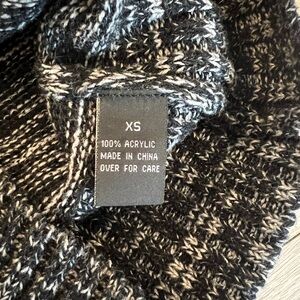 XS
100% ACRYLIC
MADE IN CHINA
OVER FOR CARE